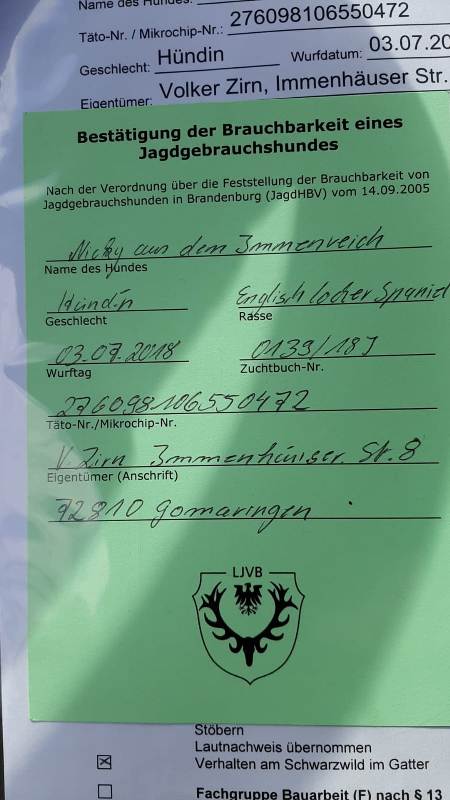 Name des Hundes:
Täto-Nr. / Mikrochip-Nr.: 276098106550472
Geschlecht: Hündin Wurfdatum: 03.07.20
Eigentümer: Volker Zirn, Immenhäuser Str.
Bestätigung der Brauchbarkeit eines
Jagdgebrauchshundes
Nach der Verordnung über die Feststellung der Brauchbarkeit von
Jagdgebrauchshunden in Brandenburg (JagdHBV) vom 14.09.2005
Nicky aus dem Immenreich
Name des Hundes
Hündin Englisch Cocker Spaniel
Geschlecht Rasse
03.07.2018 0133/18J
Wurftag Zuchtbuch-Nr.
276098106550472
Täto-Nr./Mikrochip-Nr.
V. Zirn Immenhäuser. Str. 8
Eigentümer (Anschrift)
72810 Gomaringen
LJVB
Stöbern
Lautnachweis übernommen
Verhalten am Schwarzwild im Gatter
Fachgruppe Bauarbeit (F) nach § 13